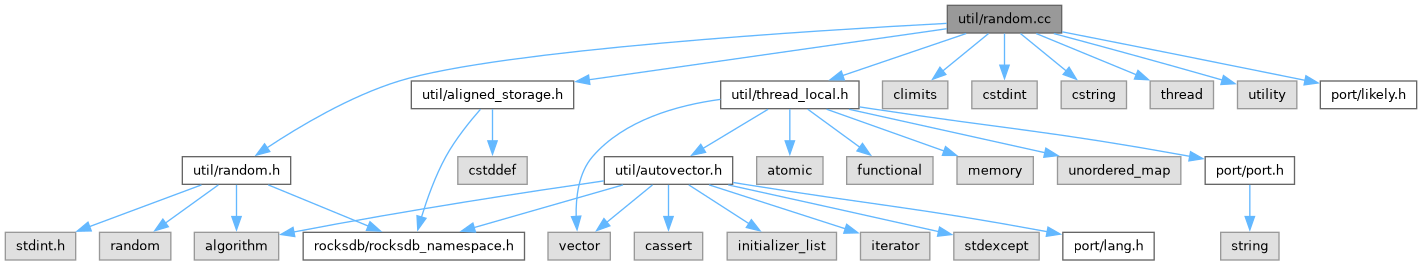 util/random.cc
util/aligned_storage.h
util/thread_local.h
climits
cstdint
cstring
thread
utility
port/likely.h
util/random.h
cstddef
util/autovector.h
atomic
functional
memory
unordered_map
port/port.h
stdint.h
random
algorithm
rocksdb/rocksdb_namespace.h
vector
cassert
initializer_list
iterator
stdexcept
port/lang.h
string